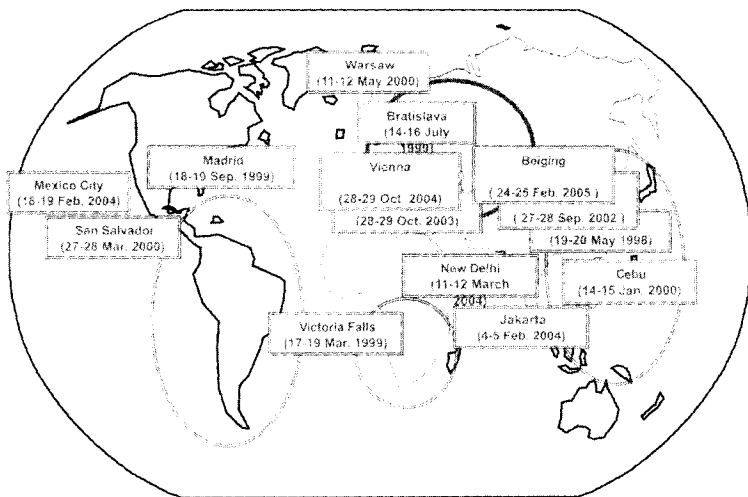 Warsaw
(11-12 May 2000)
Bratislava
(14-16 July
1999)
Madrid
(18-19 Sep. 1999)
Vienna
(28-29 Oct. 2004)
(28-29 Oct. 2003)
Beiging
(24-25 Feb. 2005)
(27-28 Sep. 2002)
(19-20 May 1998)
Mexico City
(18-19 Feb. 2004)
San Salvador
(27-28 Mar. 2000)
New Delhi
(11-12 March
2004)
Cebu
(14-15 Jan. 2000)
Victoria Falls
(17-19 Mar. 1999)
Jakarta
(4-5 Feb. 2004)